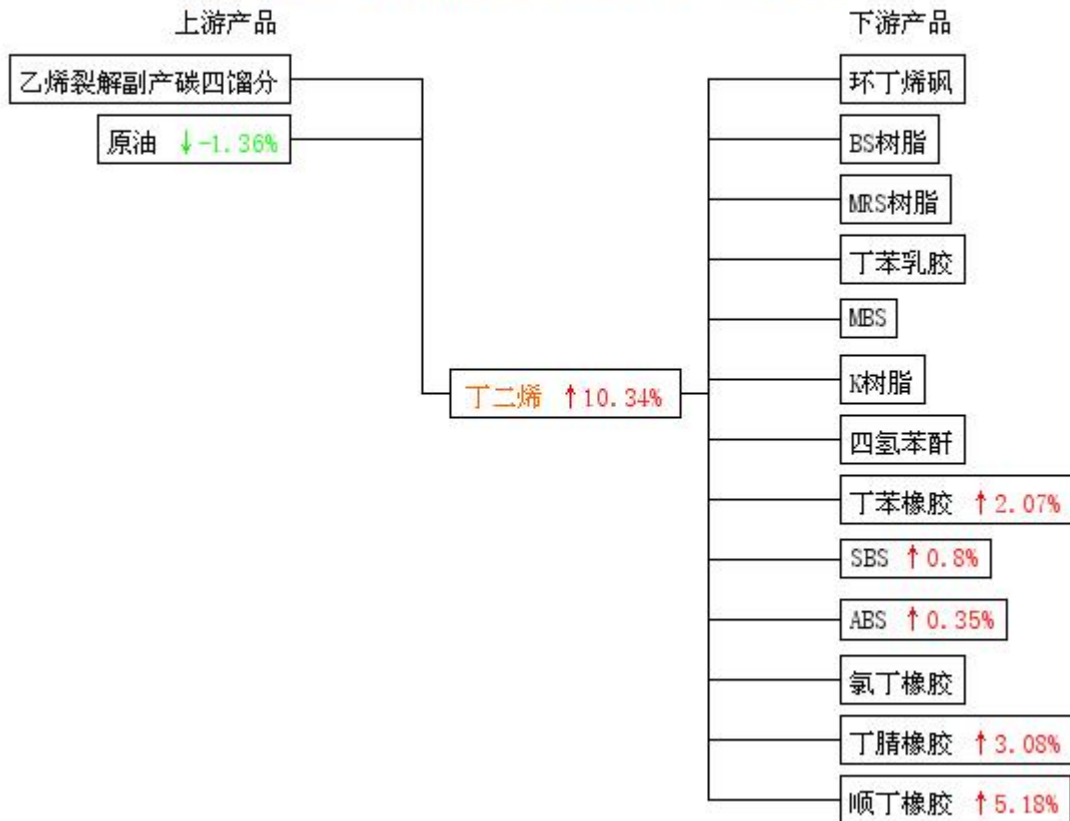 上游产品
下游产品
乙烯裂解副产碳四馏分
原油 ↓-1.36%
丁二烯 ↑10.34%
环丁烯砜
BS树脂
MRS树脂
丁苯乳胶
MBS
K树脂
四氢苯酐
丁苯橡胶 ↑2.07%
SBS ↑0.8%
ABS ↑0.35%
氯丁橡胶
丁腈橡胶 ↑3.08%
顺丁橡胶 ↑5.18%